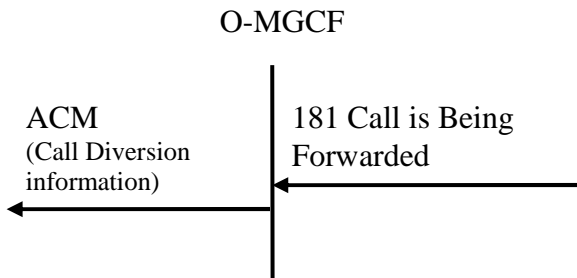 O-MGCF
ACM
(Call Diversion
information)
181 Call is Being
Forwarded